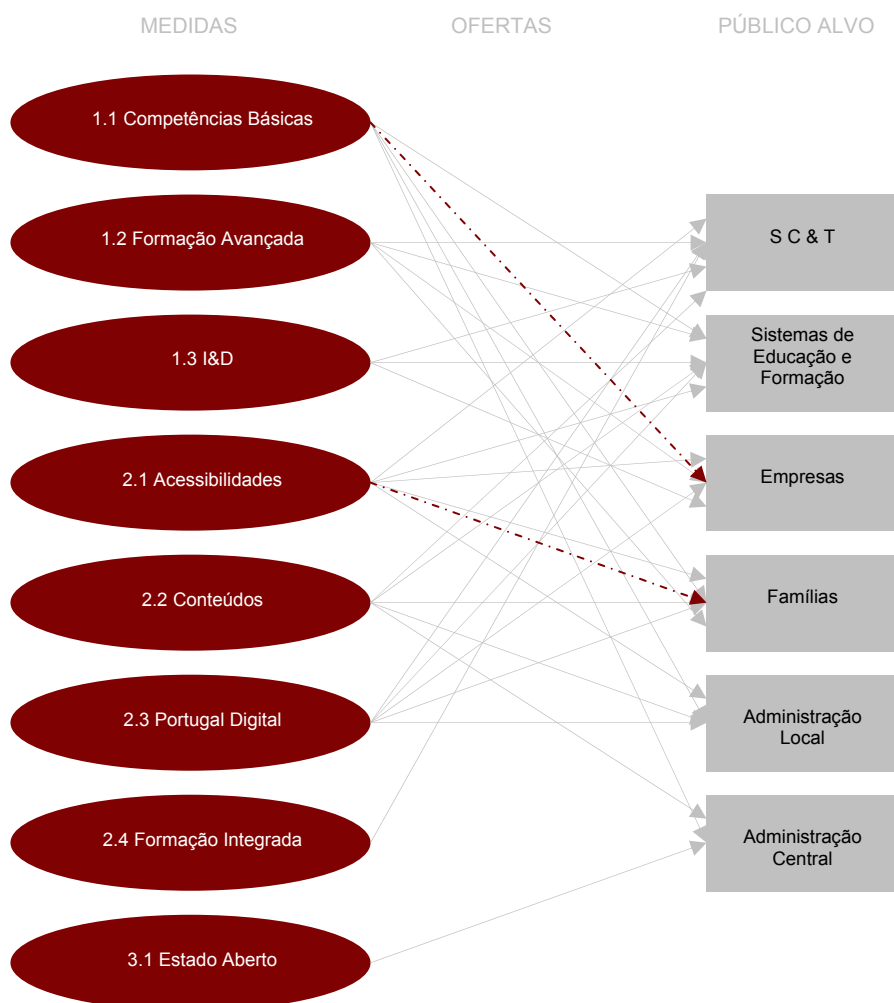 MEDIDAS
OFERTAS
PÚBLICO ALVO
1.1 Competências Básicas
1.2 Formação Avançada
S C & T
1.3 I&D
Sistemas de
Educação e
Formação
2.1 Acessibilidades
Empresas
2.2 Conteúdos
Famílias
2.3 Portugal Digital
Administração
Local
2.4 Formação Integrada
Administração
Central
3.1 Estado Aberto